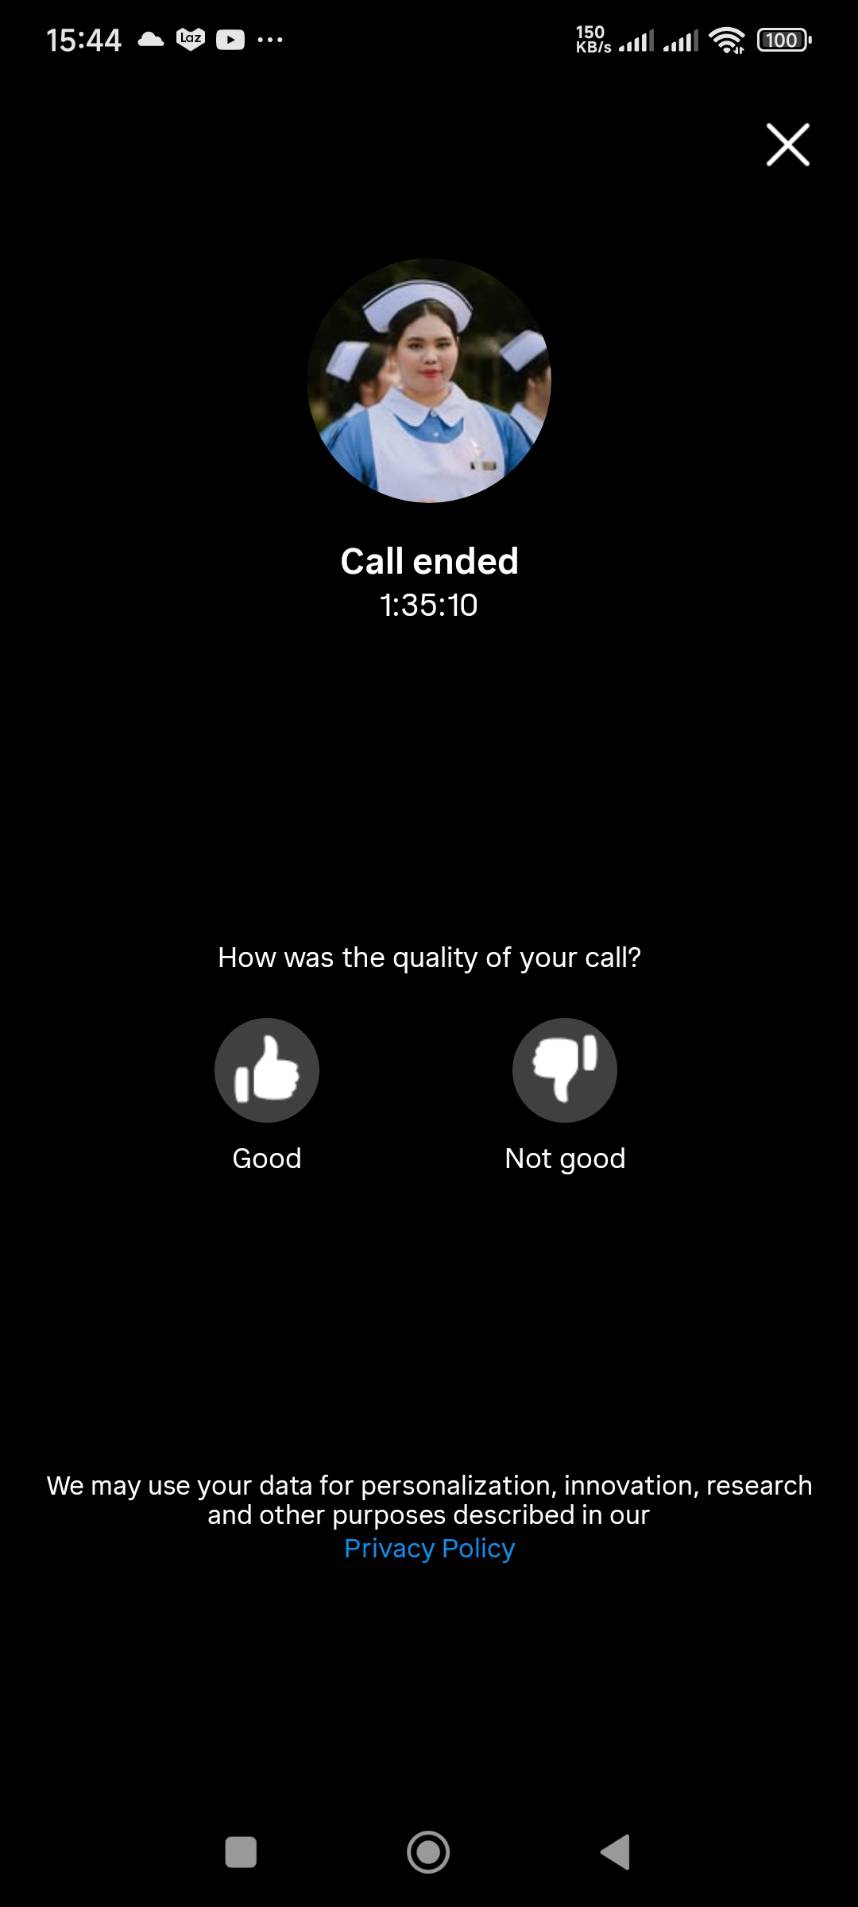 15:44
Laz
150
KB/s
100
Call ended
1:35:10
How was the quality of your call?
Good
Not good
We may use your data for personalization, innovation, research
and other purposes described in our
Privacy Policy